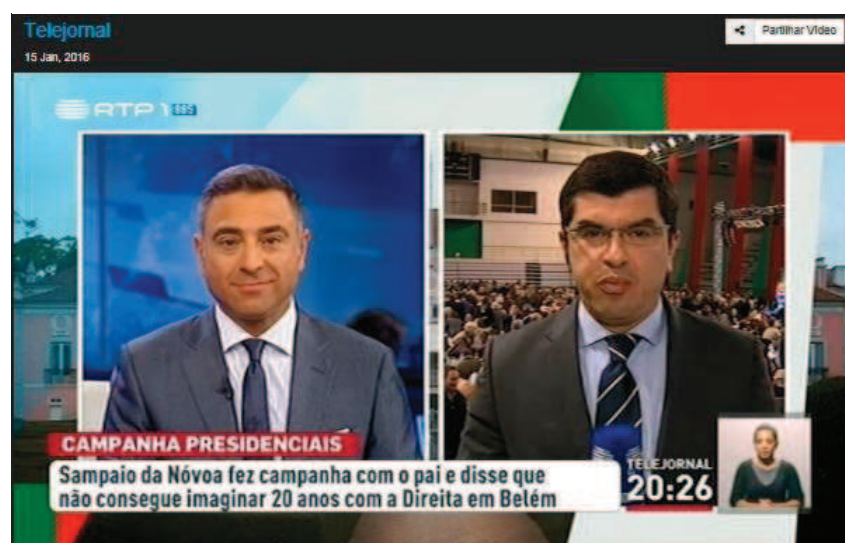 Telejornal
Partilhar Vídeo
15 Jan, 2016
RTP 1
CAMPANHA PRESIDENCIAIS
Sampaio da Nóvoa fez campanha com o pai e disse que
não consegue imaginar 20 anos com a Direita em Belém
TELEJORNAL
20:26